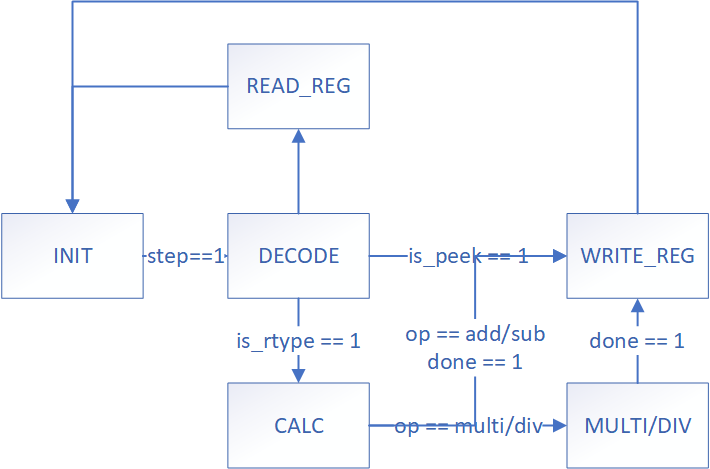 READ_REG
INIT
step==1
DECODE
is_peek == 1
WRITE_REG
is_rtype == 1
op == add/sub
done == 1
done == 1
CALC
op == multi/div
MULTI/DIV